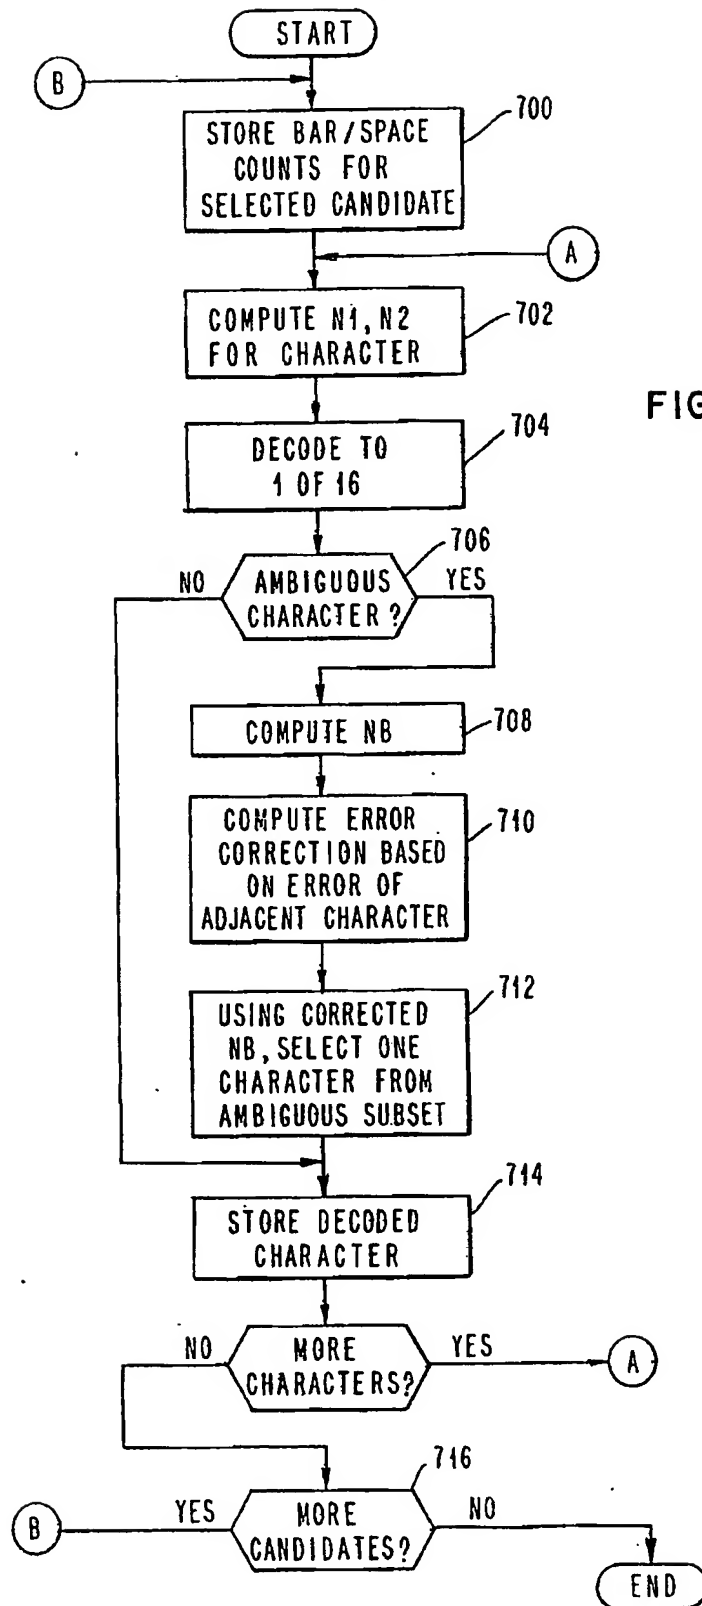 START
B
700
STORE BAR/SPACE
COUNTS FOR
SELECTED CANDIDATE
A
702
COMPUTE N1, N2
FOR CHARACTER
FIG
704
DECODE TO
1 OF 16
706
NO
AMBIGUOUS
CHARACTER?
YES
COMPUTE NB
708
710
COMPUTE ERROR
CORRECTION BASED
ON ERROR OF
ADJACENT CHARACTER
712
USING CORRECTED
NB, SELECT ONE
CHARACTER FROM
AMBIGUOUS SUBSET
714
STORE DECODED
CHARACTER
NO
MORE
CHARACTERS?
YES
A
716
B
YES
MORE
CANDIDATES?
NO
END